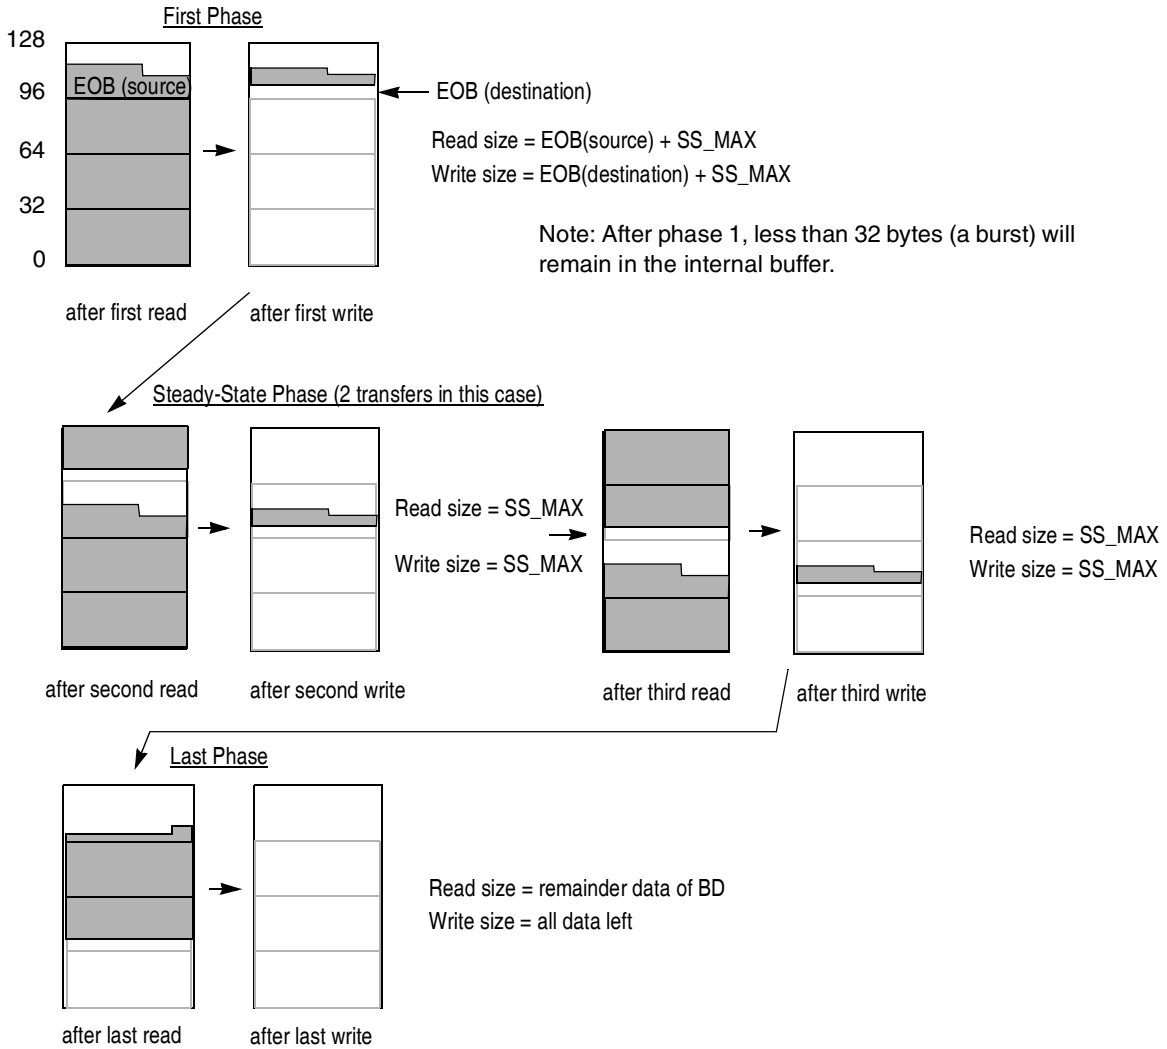 First Phase
128
96
64
32
0
EOB (source)
EOB (destination)
Read size = EOB(source) + SS_MAX
Write size = EOB(destination) + SS_MAX
Note: After phase 1, less than 32 bytes (a burst) will
remain in the internal buffer.
after first read
after first write
Steady-State Phase (2 transfers in this case)
Read size = SS_MAX
Write size = SS_MAX
Read size = SS_MAX
Write size = SS_MAX
after second read
after second write
after third read
after third write
Last Phase
Read size = remainder data of BD
Write size = all data left
after last read
after last write